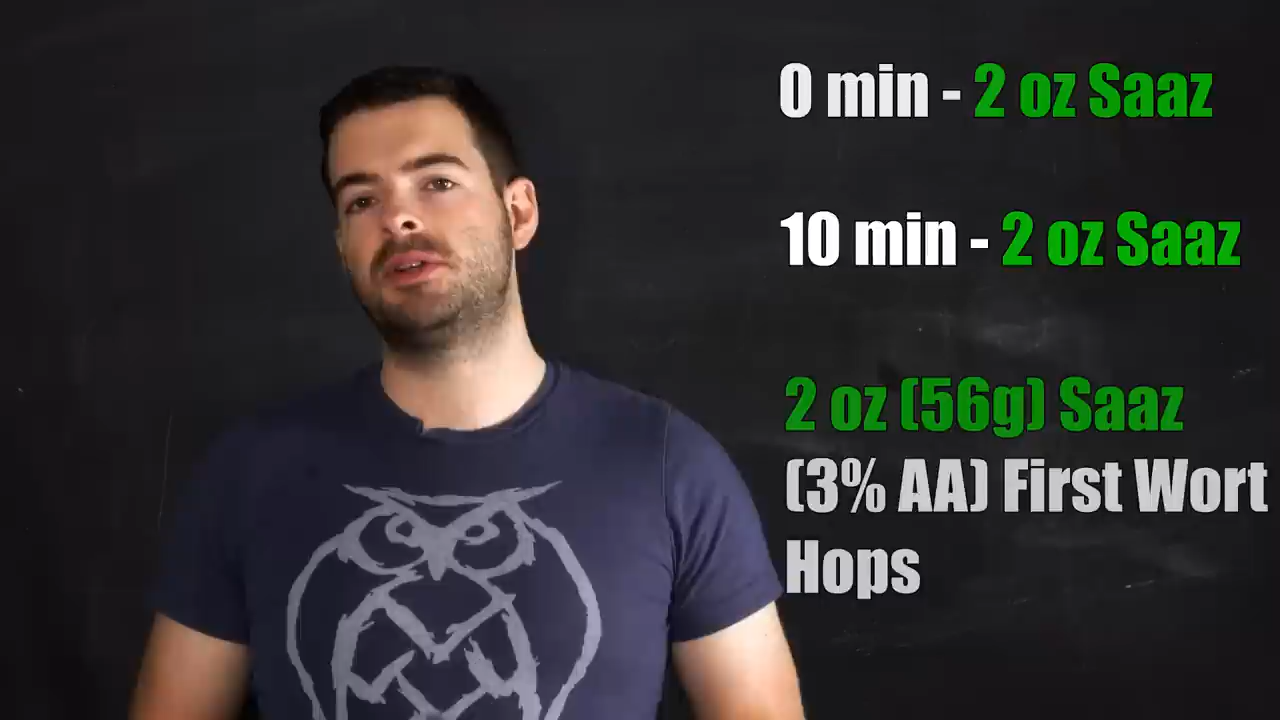 0 min - 2 oz Saaz
10 min - 2 oz Saaz
2 oz (56g) Saaz
(3% AA) First Wort
Hops